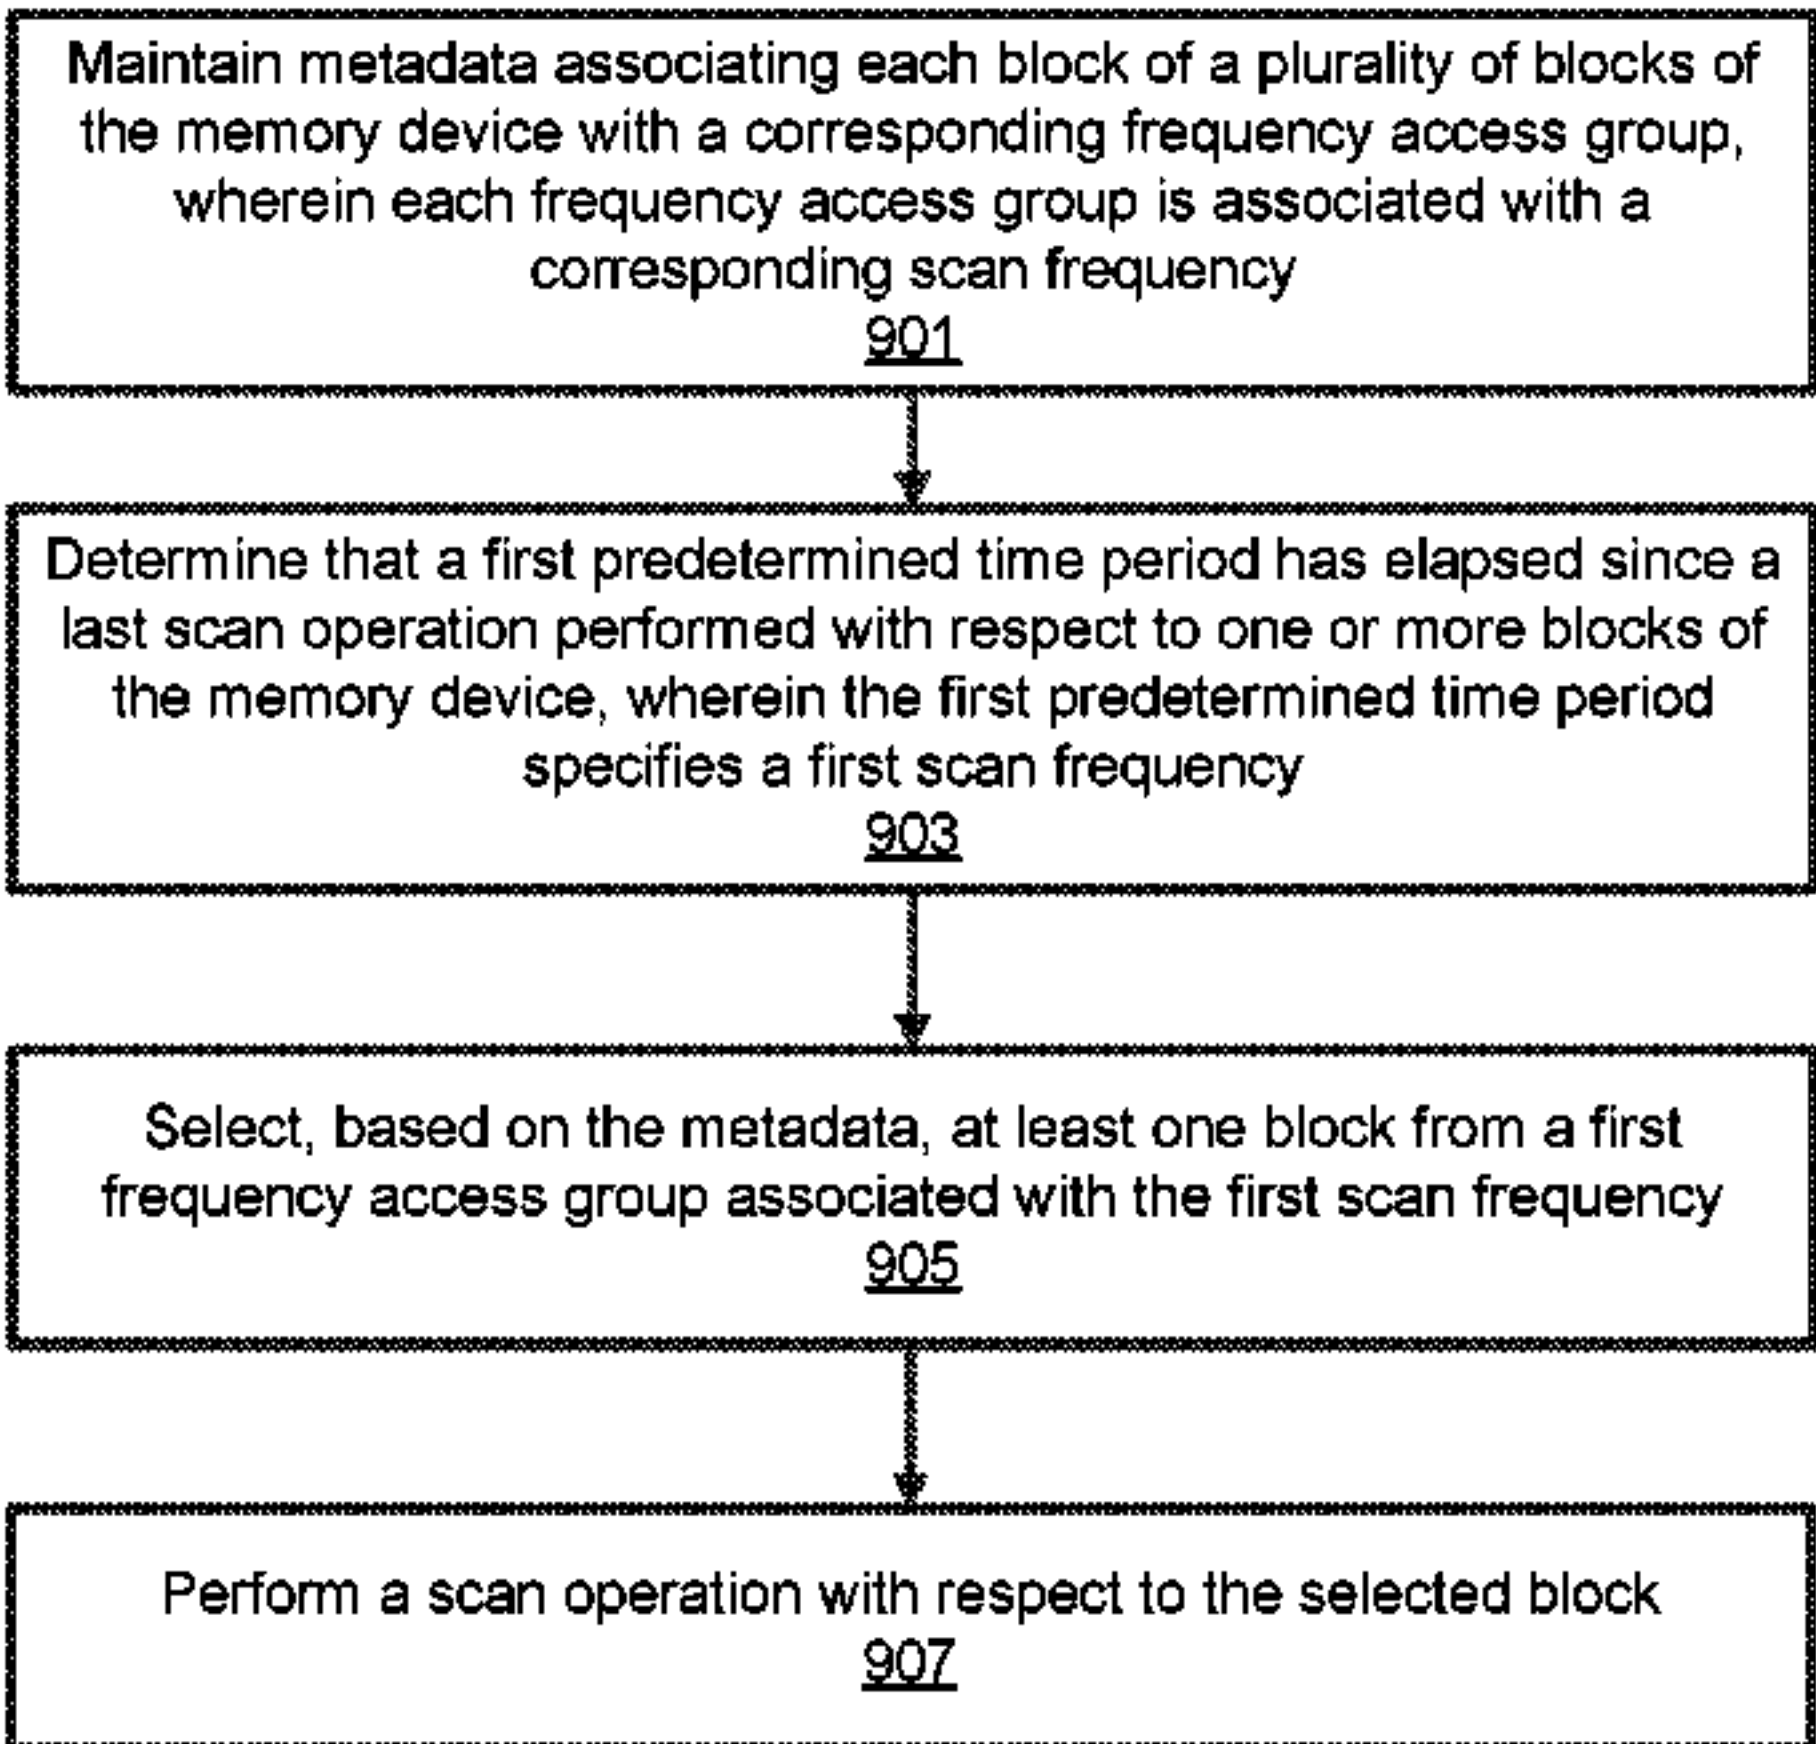 Maintain metadata associating each block of a plurality of blocks of
the memory device with a corresponding frequency access group,
wherein each frequency access group is associated with a
corresponding scan frequency
901
Determine that a first predetermined time period has elapsed since a
last scan operation performed with respect to one or more blocks of
the memory device, wherein the first predetermined time period
specifies a first scan frequency
903
Select, based on the metadata, at least one block from a first
frequency access group associated with the first scan frequency
905
Perform a scan operation with respect to the selected block
907